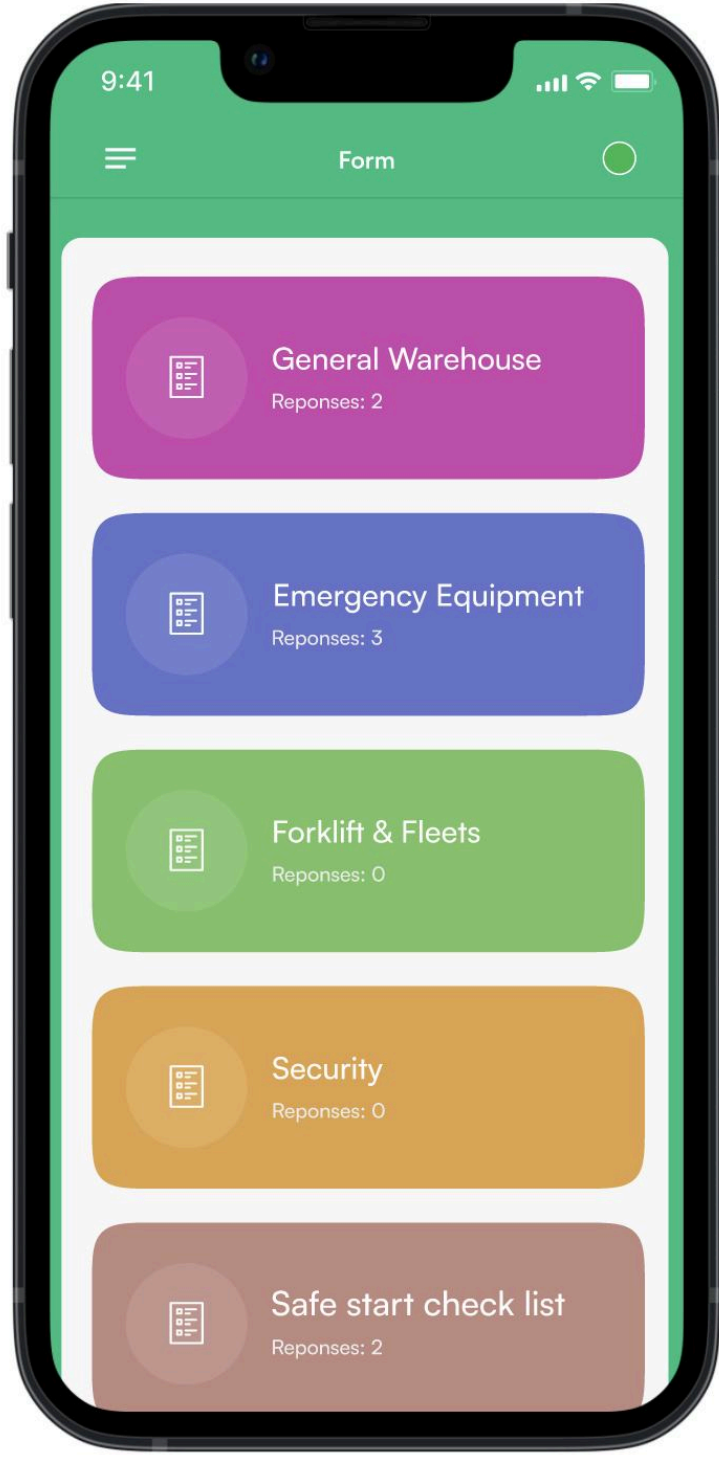 9:41
Form
General Warehouse
Reponses: 2
Emergency Equipment
Reponses: 3
Forklift & Fleets
Reponses: 0
Security
Reponses: 0
Safe start check list
Reponses: 2